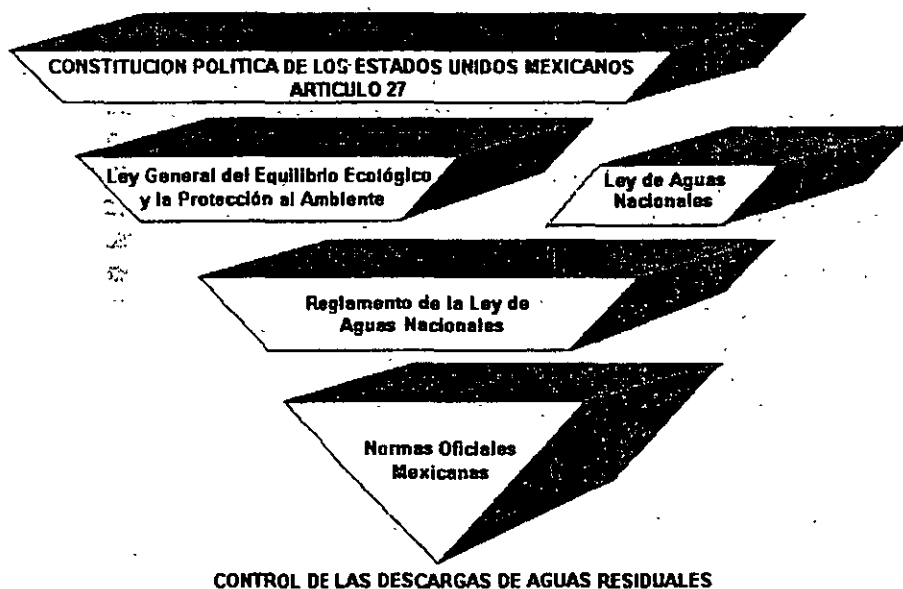 CONSTITUCION POLITICA DE LOS ESTADOS UNIDOS MEXICANOS
ARTICULO 27
Ley General del Equilibrio Ecológico
y la Protección al Ambiente
Ley de Aguas
Nacionales
Reglamento de la Ley de
Aguas Nacionales
Normas Oficiales
Mexicanas
CONTROL DE LAS DESCARGAS DE AGUAS RESIDUALES